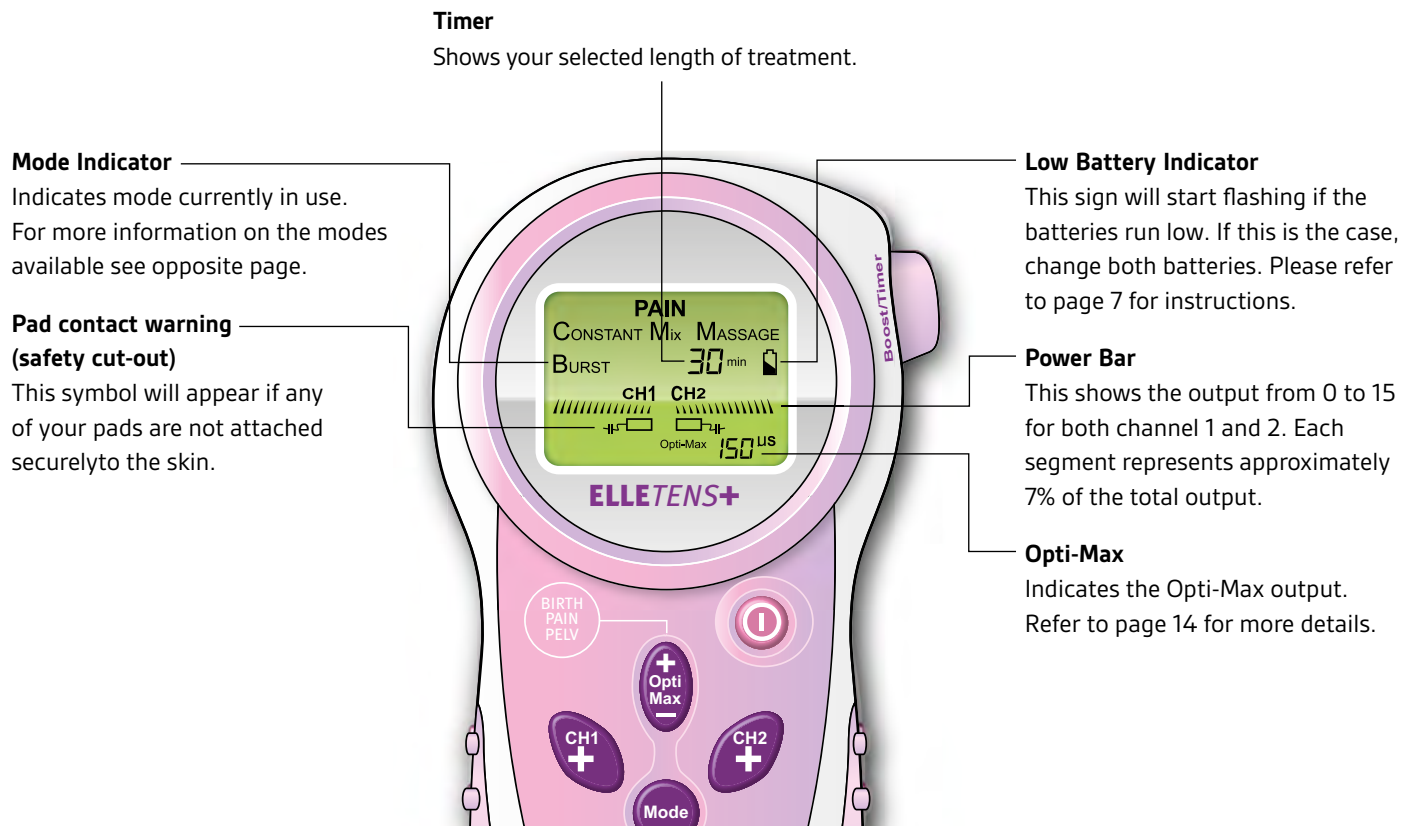 Timer
Shows your selected length of treatment.
Mode Indicator
Indicates mode currently in use.
For more information on the modes
available see opposite page.
Pad contact warning
(safety cut-out)
This symbol will appear if any
of your pads are not attached
securelyto the skin.
PAIN
CONSTANT MIX MASSAGE
BURST 30 min
CH1 CH2
Opti-Max 150 µs
ELLETENS+
Boost/Timer
BIRTH
PAIN
PELV
+
Opti
Max
−
CH1
+
CH2
+
Mode
Low Battery Indicator
This sign will start flashing if the
batteries run low. If this is the case,
change both batteries. Please refer
to page 7 for instructions.
Power Bar
This shows the output from 0 to 15
for both channel 1 and 2. Each
segment represents approximately
7% of the total output.
Opti-Max
Indicates the Opti-Max output.
Refer to page 14 for more details.